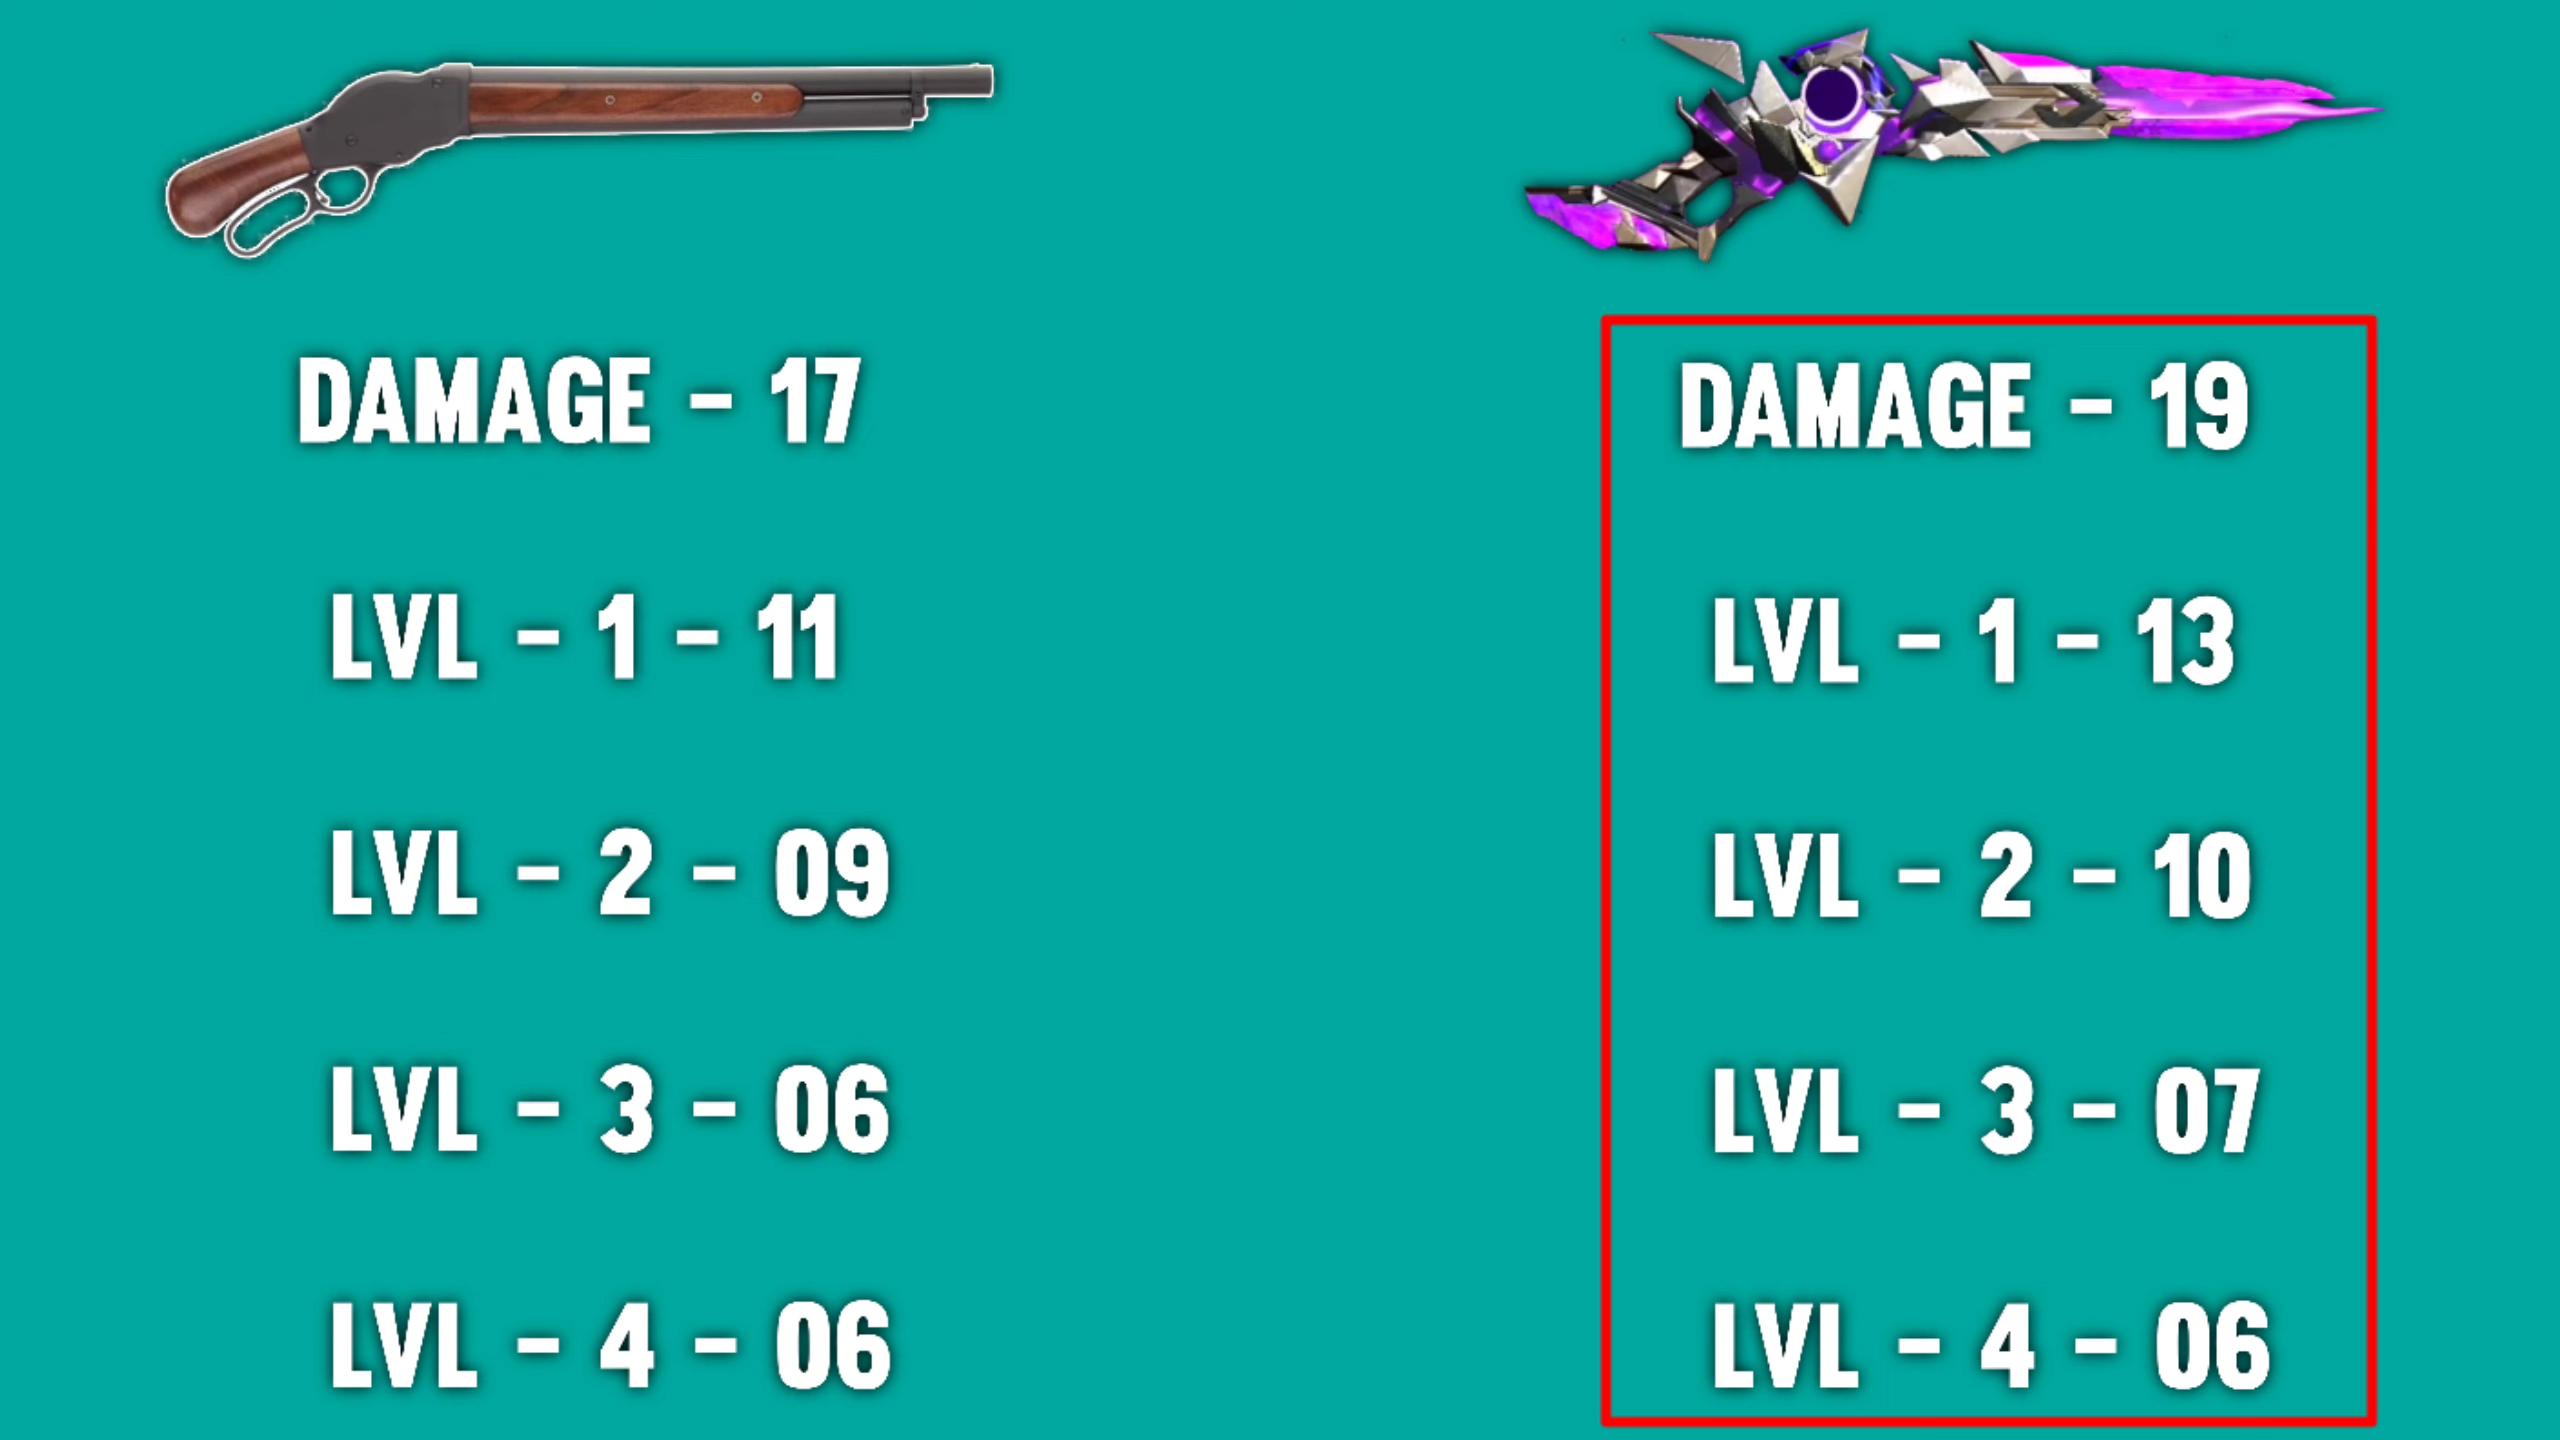 DAMAGE - 17
LVL - 1 - 11
LVL - 2 - 09
LVL - 3 - 06
LVL - 4 - 06
DAMAGE - 19
LVL - 1 - 13
LVL - 2 - 10
LVL - 3 - 07
LVL - 4 - 06